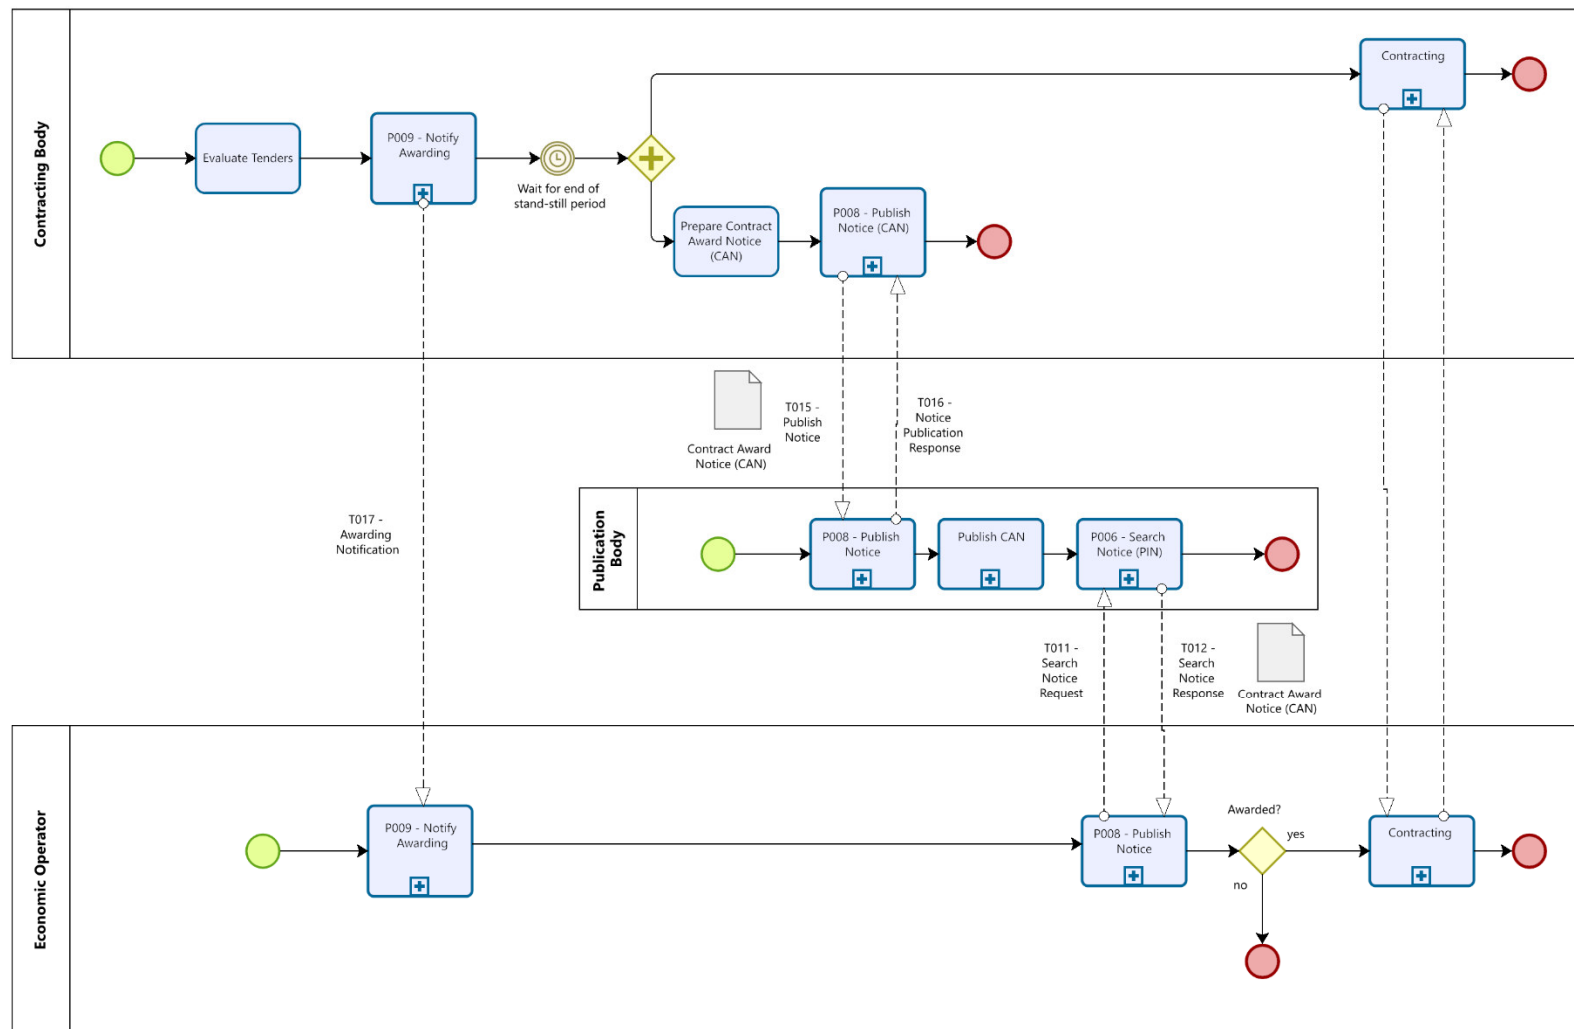 Contracting Body
Evaluate Tenders
P009 - Notify
Awarding
Wait for end of
stand-still period
Prepare Contract
Award Notice
(CAN)
P008 - Publish
Notice (CAN)
Contracting
Contract Award
Notice (CAN)
T015 -
Publish
Notice
T016 -
Notice
Publication
Response
T017 -
Awarding
Notification
Publication
Body
P008 - Publish
Notice
Publish CAN
P006 - Search
Notice (PIN)
T011 -
Search
Notice
Request
T012 -
Search
Notice
Response
Contract Award
Notice (CAN)
Economic Operator
P009 - Notify
Awarding
P008 - Publish
Notice
Awarded?
yes
no
Contracting